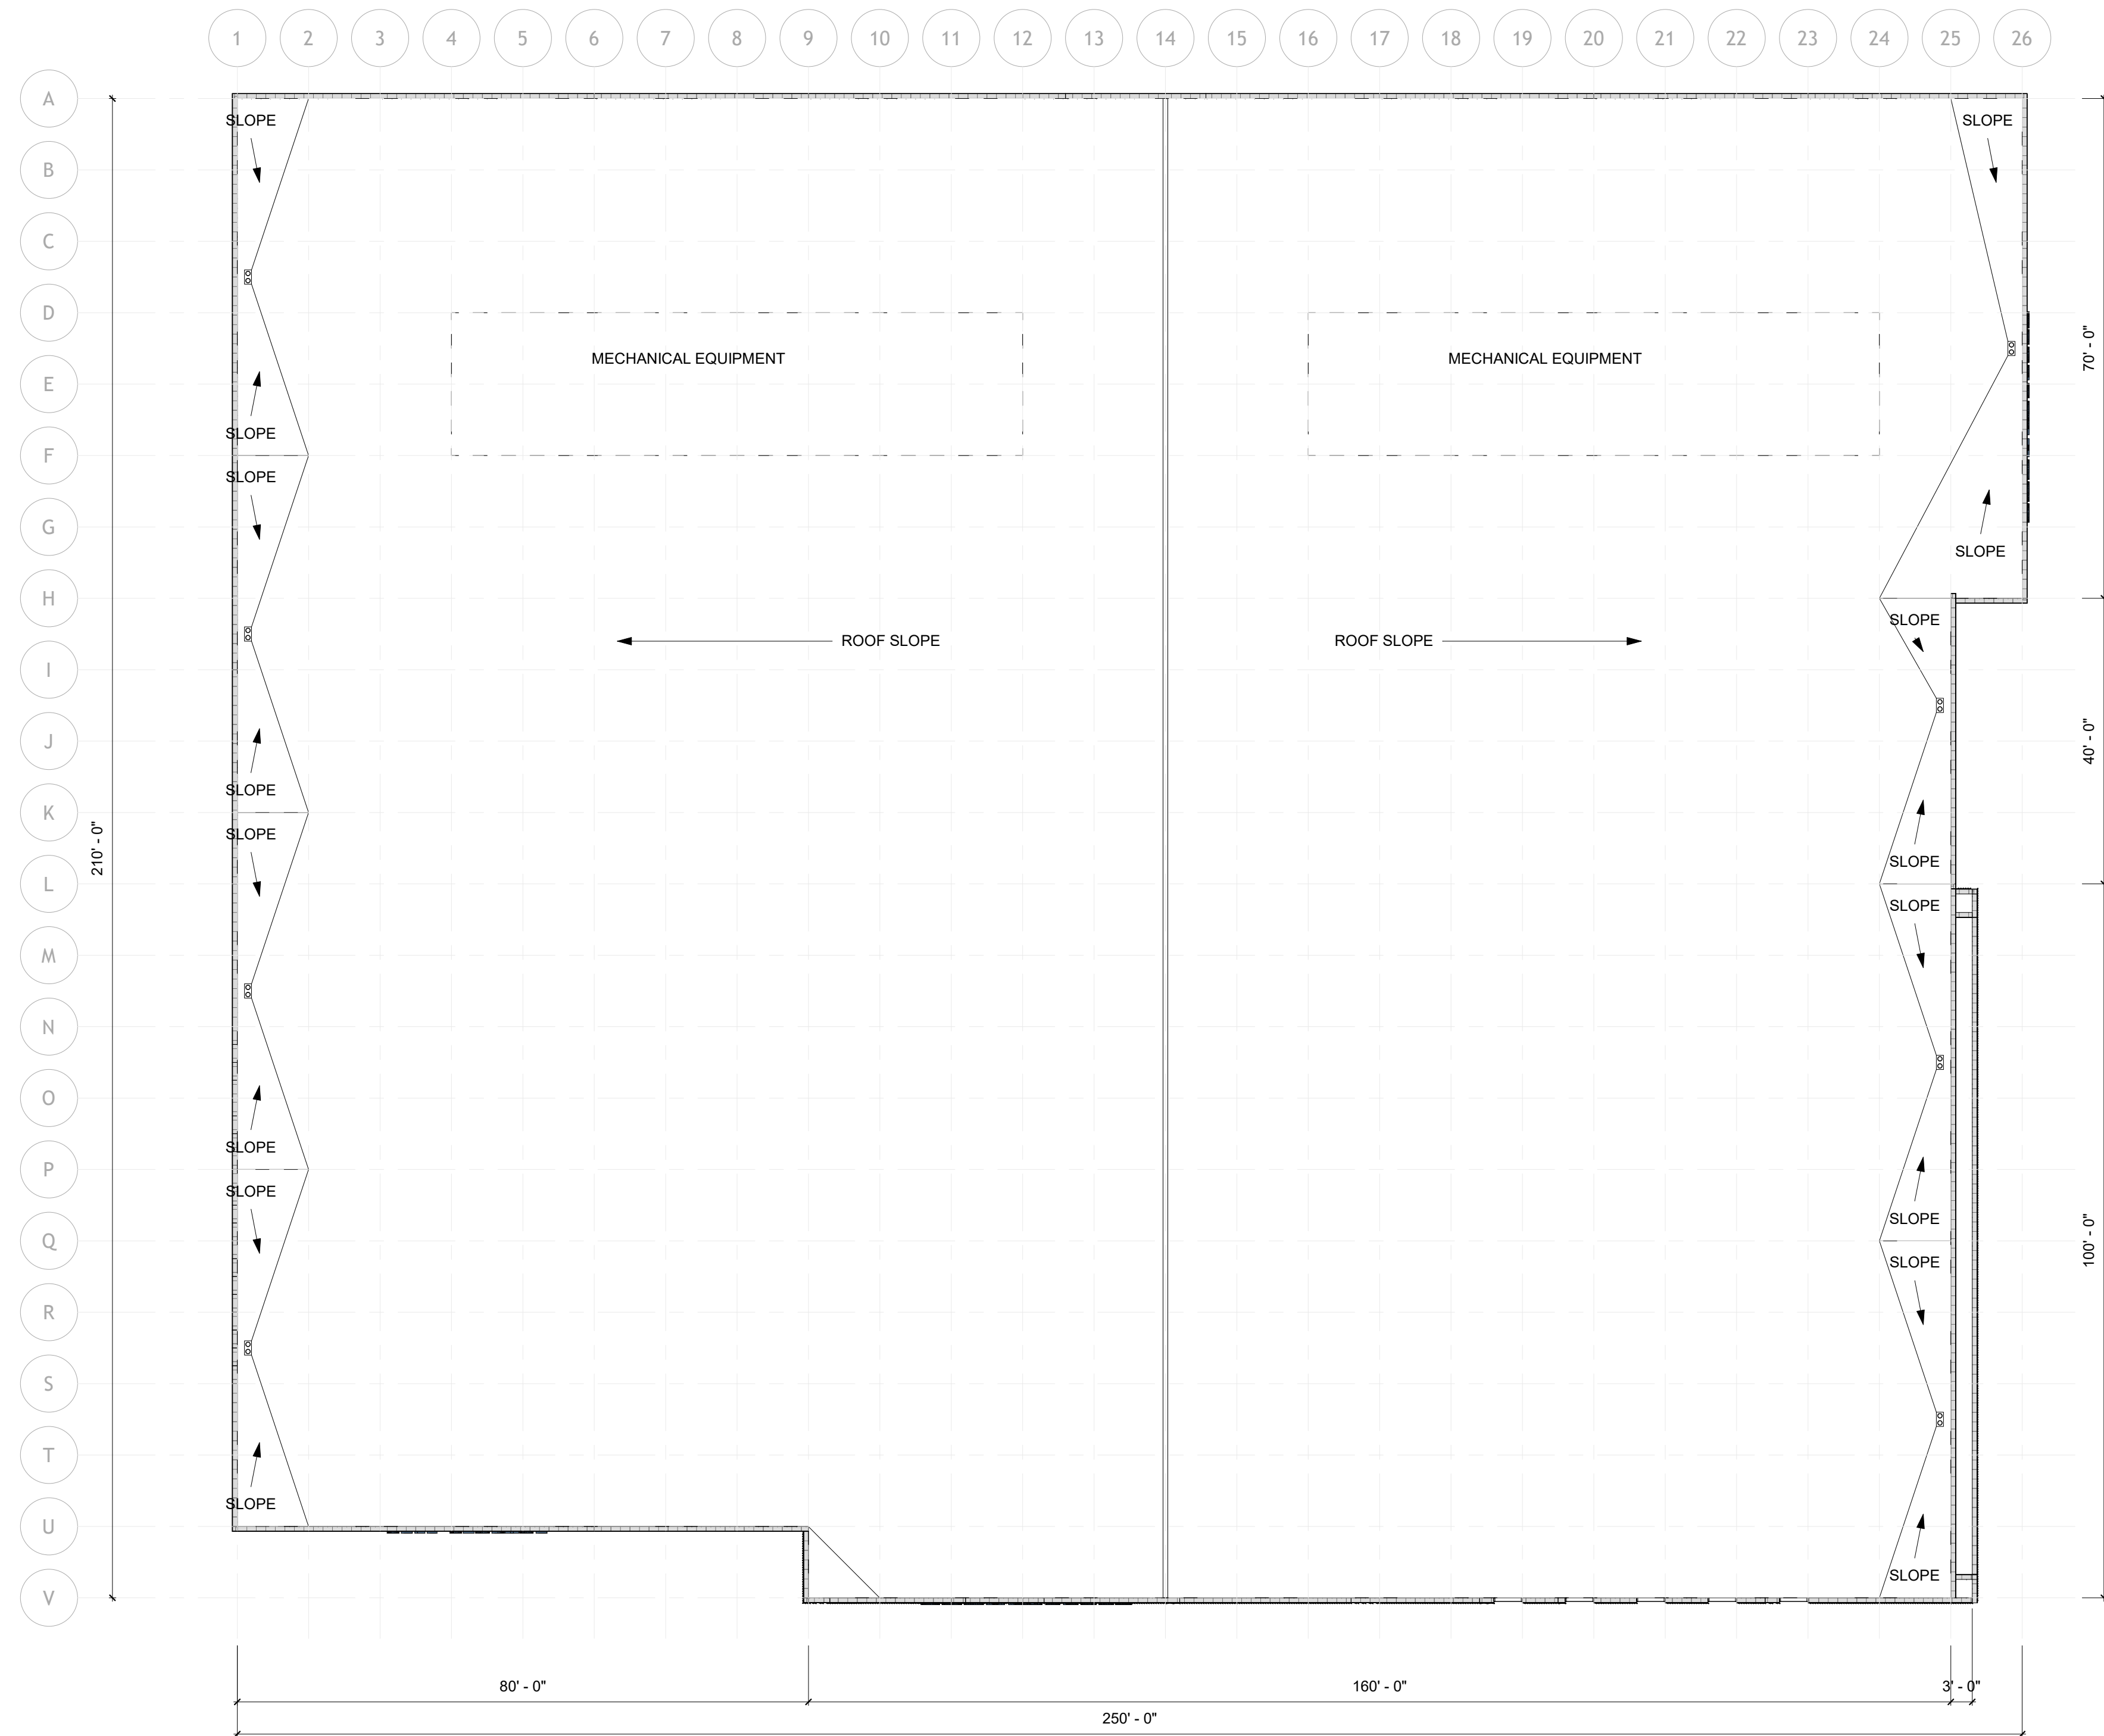 1 2 3 4 5 6 7 8 9 10 11 12 13 14 15 16 17 18 19 20 21 22 23 24 25 26
A
SLOPE
SLOPE
B
C
D
70' - 0"
MECHANICAL EQUIPMENT
MECHANICAL EQUIPMENT
E
SLOPE
F
SLOPE
G
SLOPE
H
SLOPE
ROOF SLOPE
ROOF SLOPE
I
J
40' - 0"
SLOPE
K
SLOPE
210' - 0"
SLOPE
L
SLOPE
M
N
O
SLOPE
P
SLOPE
SLOPE
Q
100' - 0"
SLOPE
R
S
T
SLOPE
U
SLOPE
V
80' - 0"
160' - 0"
3' - 0"
250' - 0"